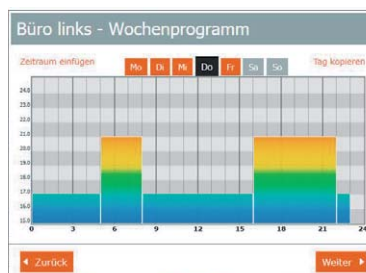 Büro links - Wochenprogramm
Zeitraum einfügen Mo Di Mi Do Fr Sa So Tag kopieren
24.0
23.0
22.0
21.0
20.0
19.0
18.0
17.0
16.0
15.0
0 3 6 9 12 15 18 21 24
Zurück Weiter